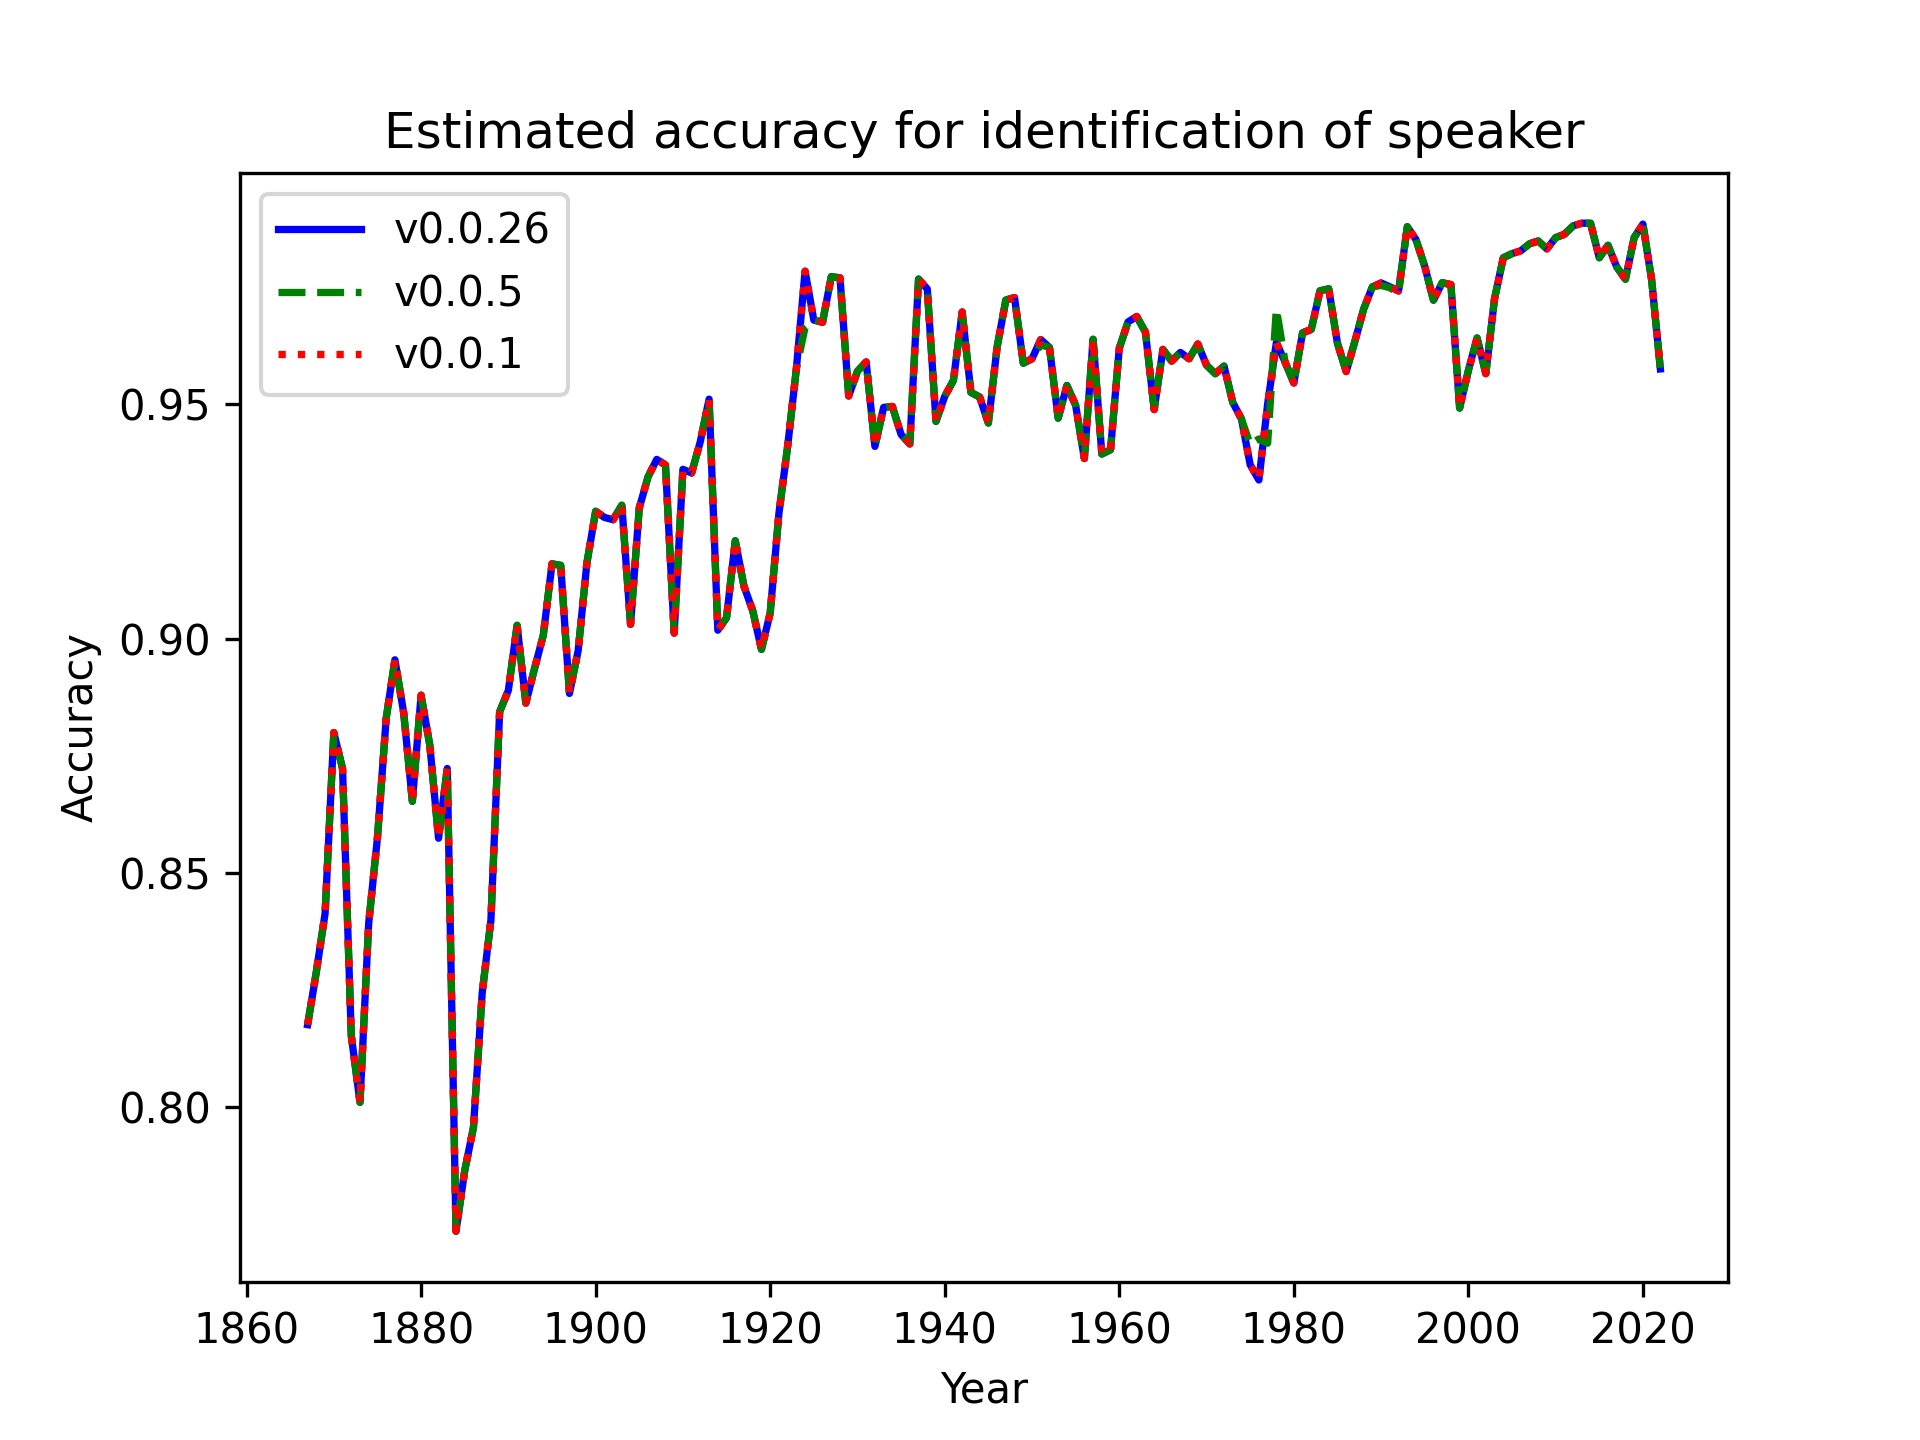 Estimated accuracy for identification of speaker
v0.0.26
v0.0.5
v0.0.1
0.95
0.90
0.85
0.80
Accuracy
1860 1880 1900 1920 1940 1960 1980 2000 2020
Year